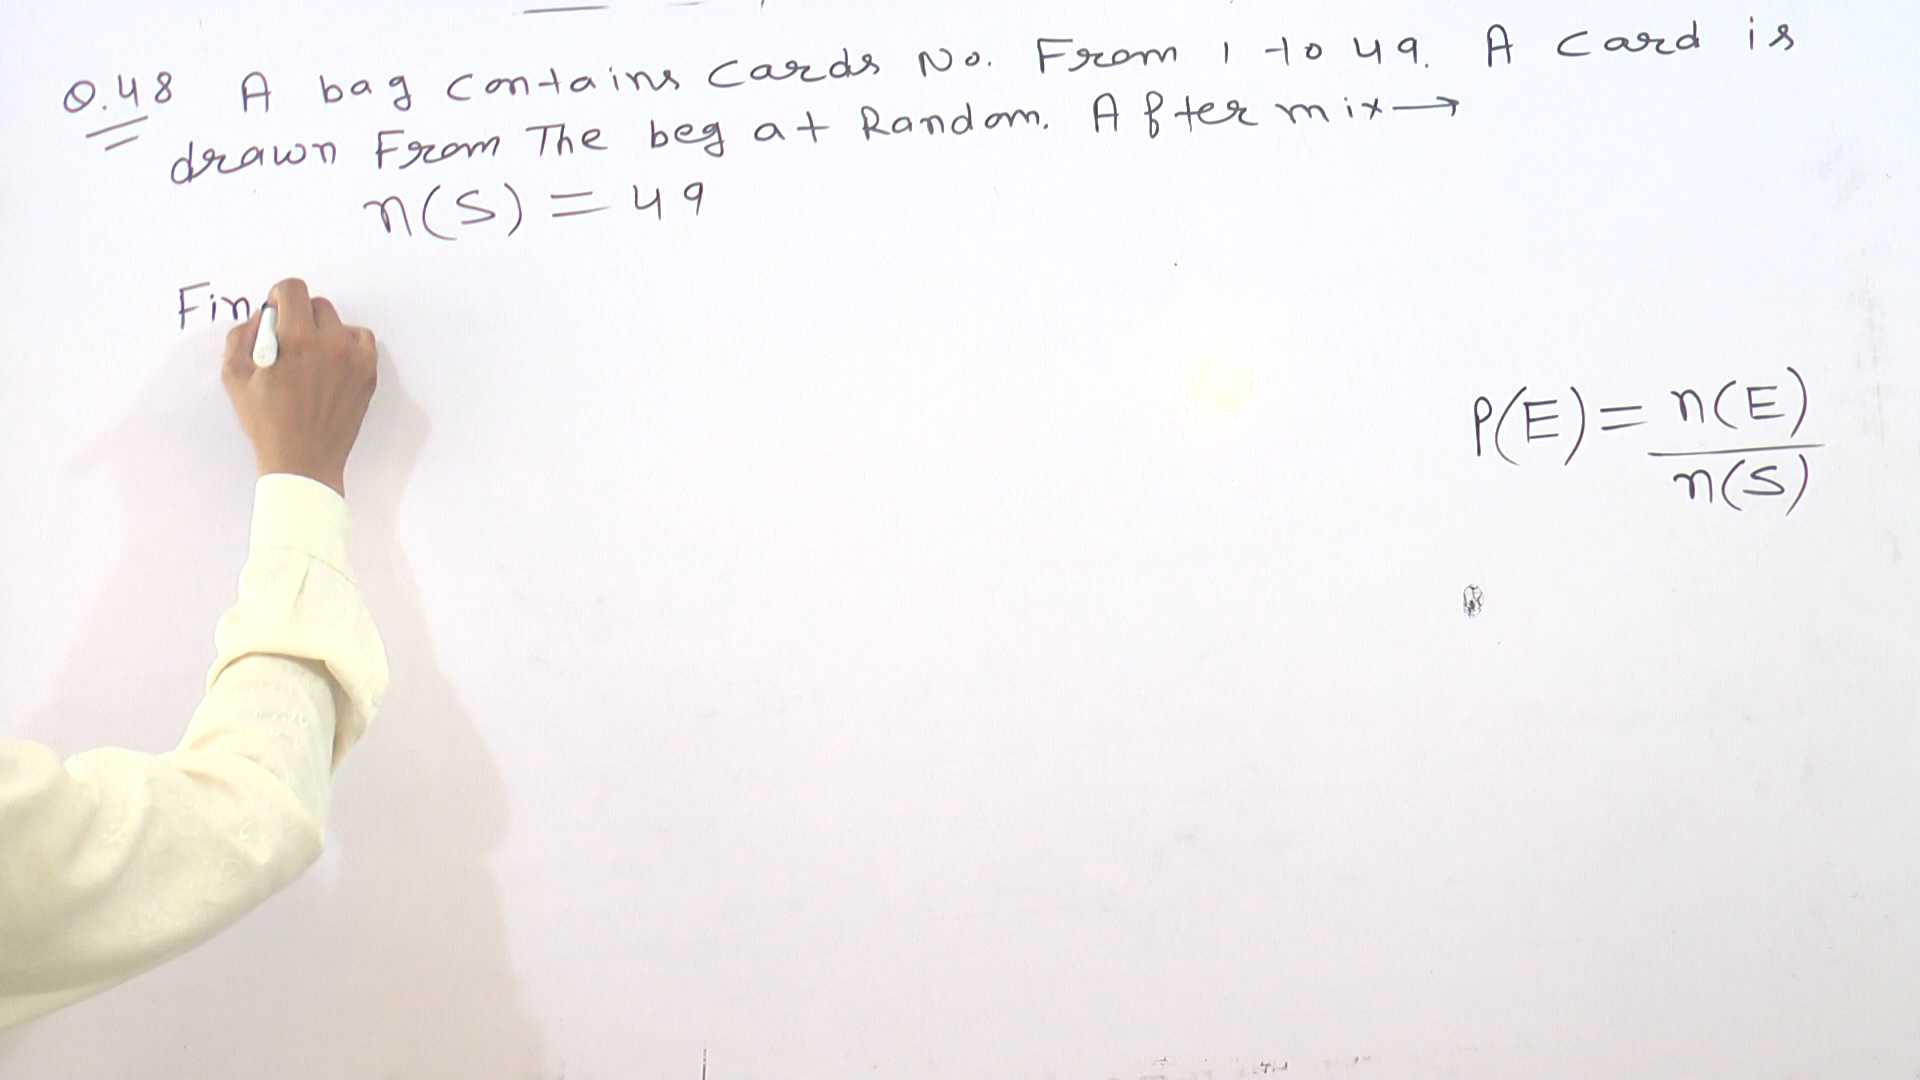 Q.48 A bag contains Cards No. From 1 to 49. A Card is
drawn From The beg at Random. After mix→
n(S) = 49
Fin
P(E) = n(E)
n(S)